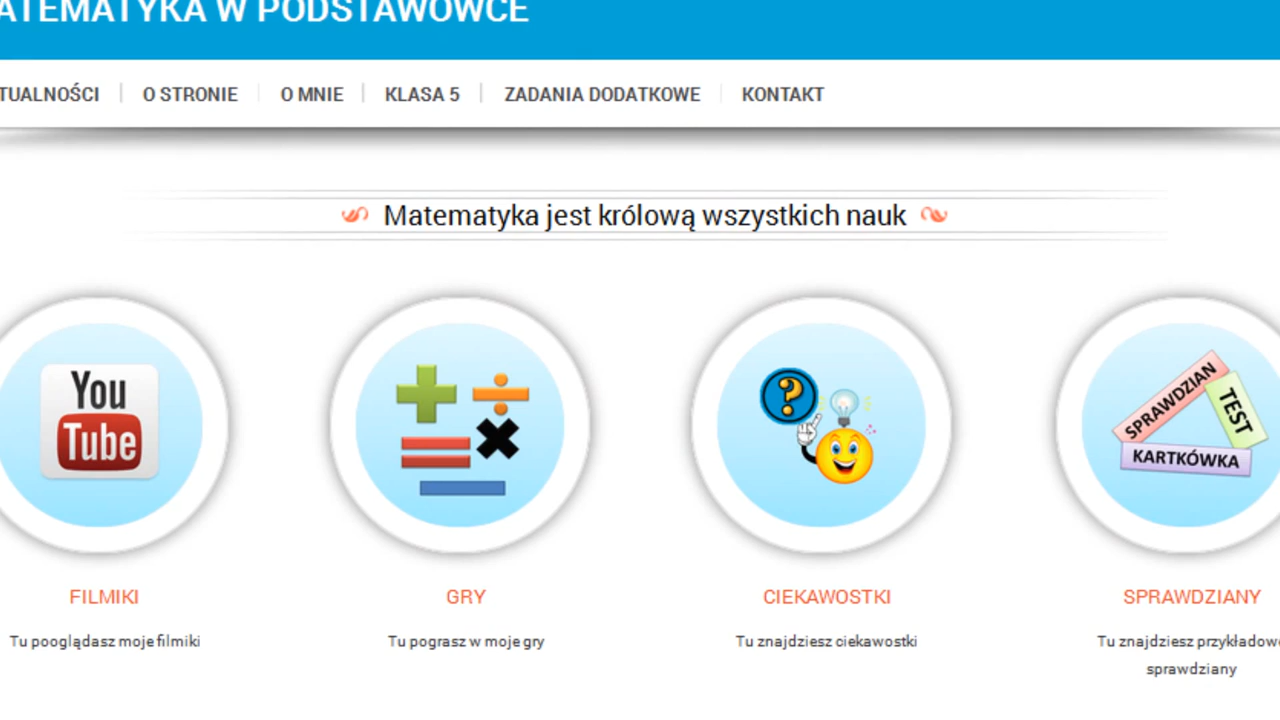 ATEMATYKA W PODSTAWÓWCE
TUALNOŚCI O STRONIE O MNIE KLASA 5 ZADANIA DODATKOWE KONTAKT
Matematyka jest królową wszystkich nauk
You
Tube
SPRAWDZIAN
TEST
KARTKÓWKA
FILMIKI GRY CIEKAWOSTKI SPRAWDZIANY
Tu pooglądasz moje filmiki Tu pograsz w moje gry Tu znajdziesz ciekawostki Tu znajdziesz przykładowe
sprawdziany